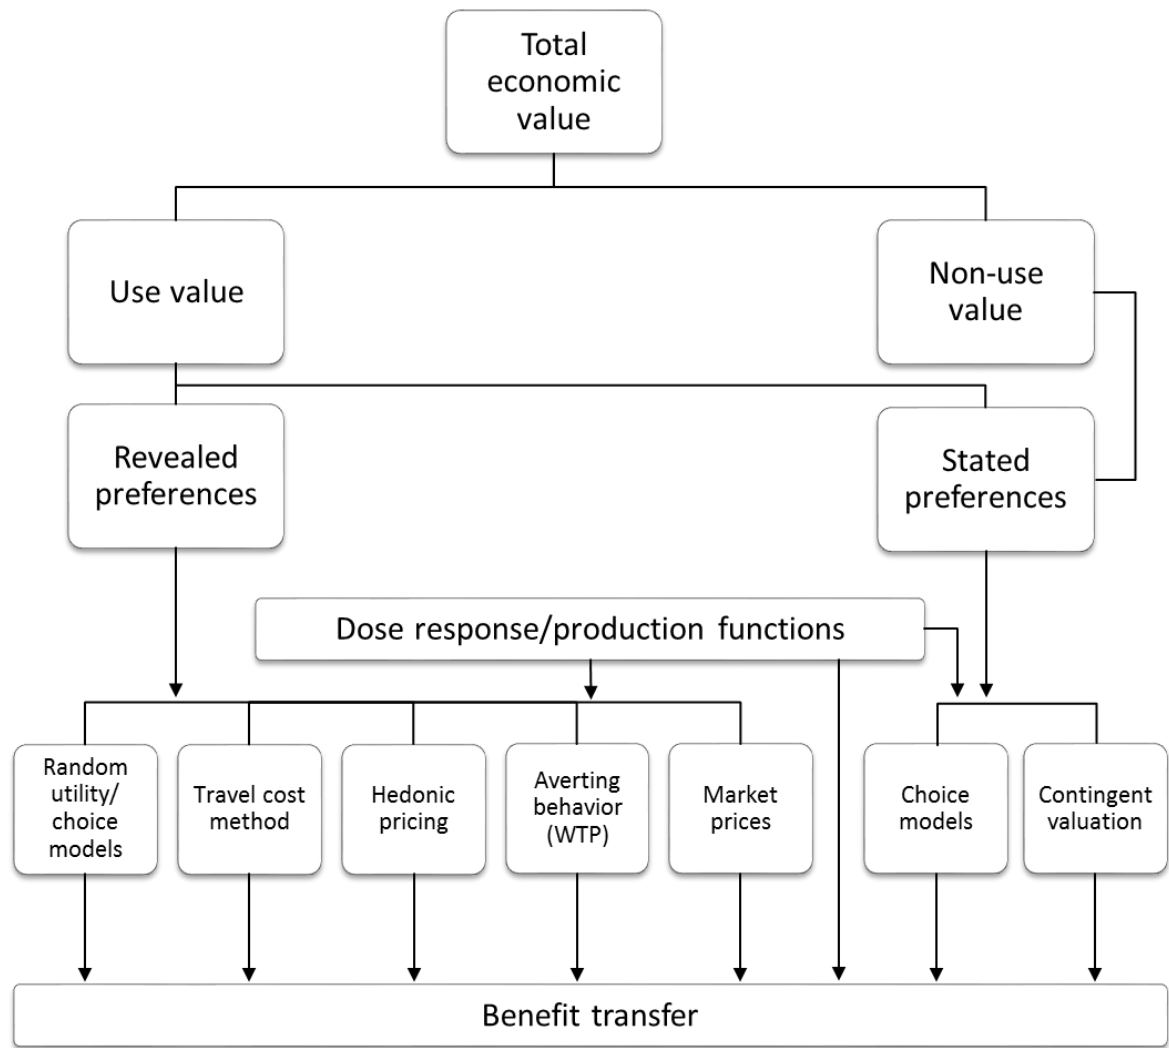 Total
economic
value
Use value
Non-use
value
Revealed
preferences
Stated
preferences
Dose response/production functions
Random
utility/
choice
models
Travel cost
method
Hedonic
pricing
Averting
behavior
(WTP)
Market
prices
Choice
models
Contingent
valuation
Benefit transfer